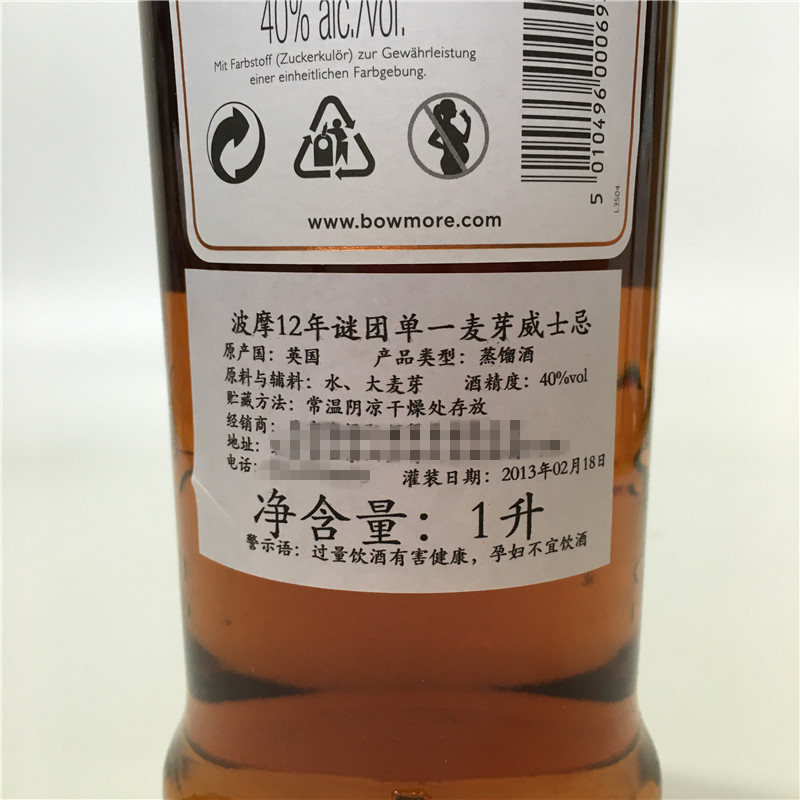 40% alc./vol.
Mit Farbstoff (Zuckerkulör) zur Gewährleistung
einer einheitlichen Farbgebung.
www.bowmore.com
5 010496 00069
L3504
波摩12年谜团单一麦芽威士忌
原产国：英国 产品类型：蒸馏酒
原料与辅料：水、大麦芽 酒精度：40%vol
贮藏方法：常温阴凉干燥处存放
经销商：
地址：
电话：
灌装日期：2013年02月18日
净含量：1升
警示语：过量饮酒有害健康，孕妇不宜饮酒